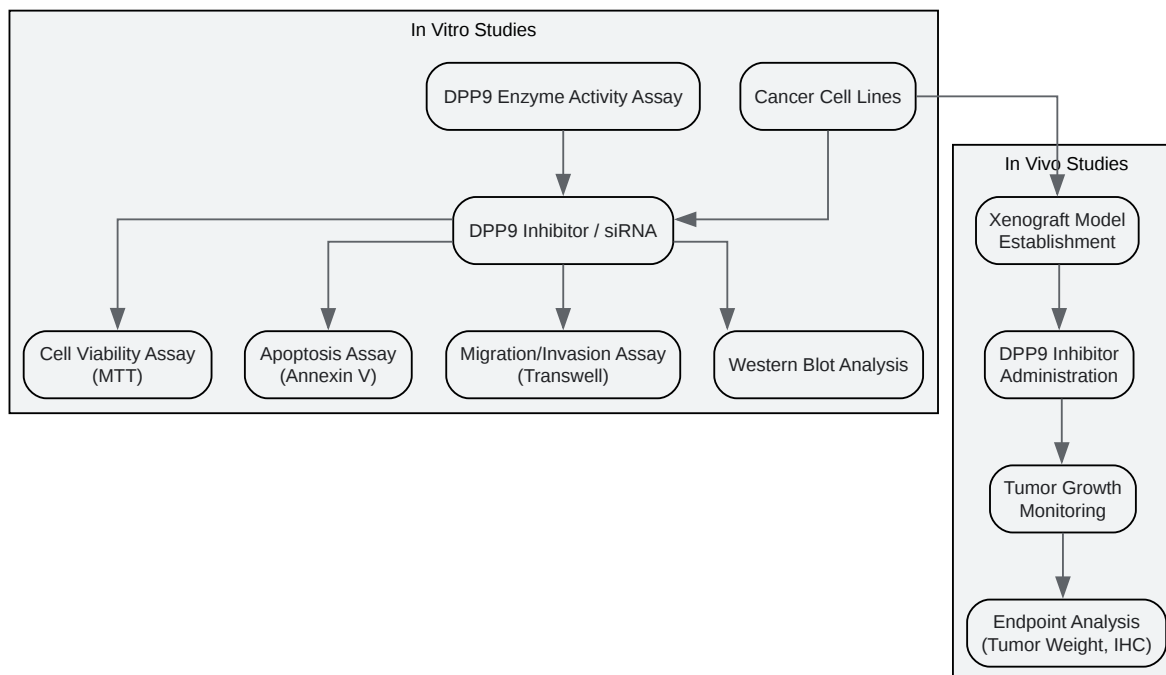 In Vitro Studies
DPP9 Enzyme Activity Assay
Cancer Cell Lines
DPP9 Inhibitor / siRNA
Cell Viability Assay
(MTT)
Apoptosis Assay
(Annexin V)
Migration/Invasion Assay
(Transwell)
Western Blot Analysis
In Vivo Studies
Xenograft Model
Establishment
DPP9 Inhibitor
Administration
Tumor Growth
Monitoring
Endpoint Analysis
(Tumor Weight, IHC)